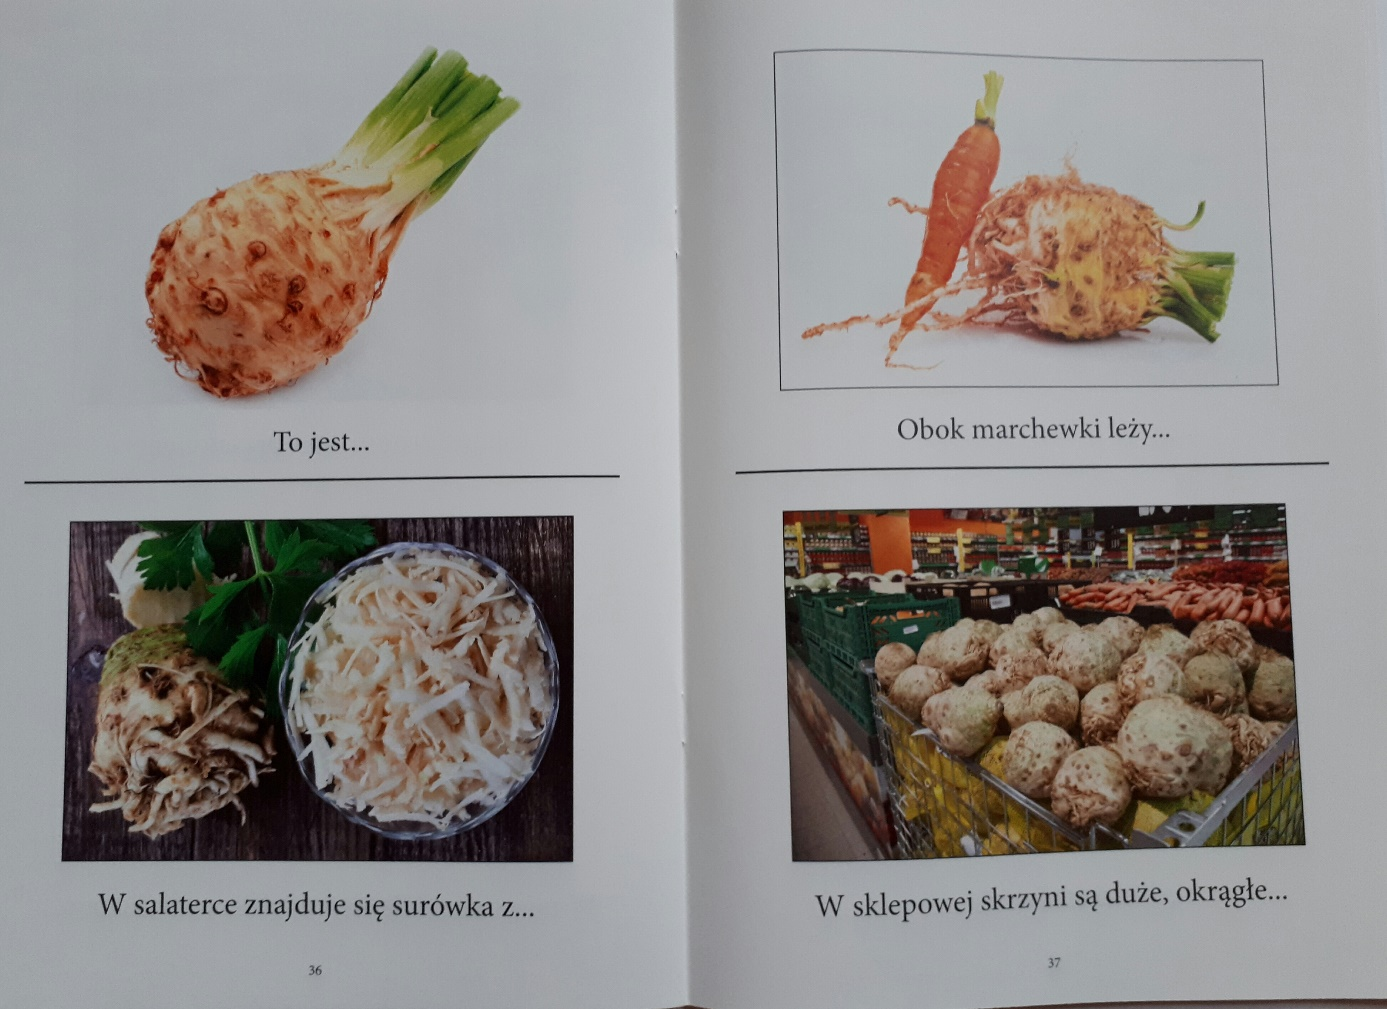 To jest...
W salaterce znajduje się surówka z...
36
Obok marchewki leży...
W sklepowej skrzyni są duże, okrągłe...
37